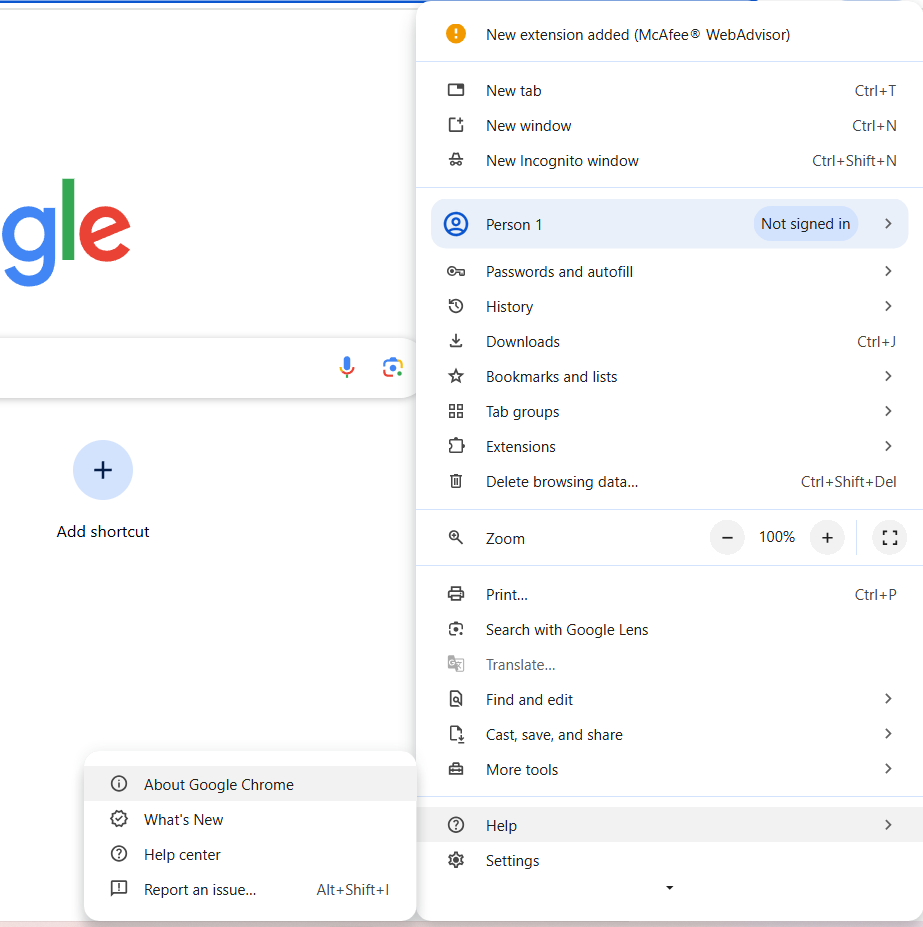 New extension added (McAfee® WebAdvisor)
New tab Ctrl+T
New window Ctrl+N
New Incognito window Ctrl+Shift+N
gle
Person 1 Not signed in
Passwords and autofill
History
Downloads Ctrl+J
Bookmarks and lists
Tab groups
Extensions
Delete browsing data... Ctrl+Shift+Del
Add shortcut
Zoom − 100% +
Print... Ctrl+P
Search with Google Lens
Translate...
Find and edit
Cast, save, and share
More tools
Help
Settings
About Google Chrome
What's New
Help center
Report an issue... Alt+Shift+I